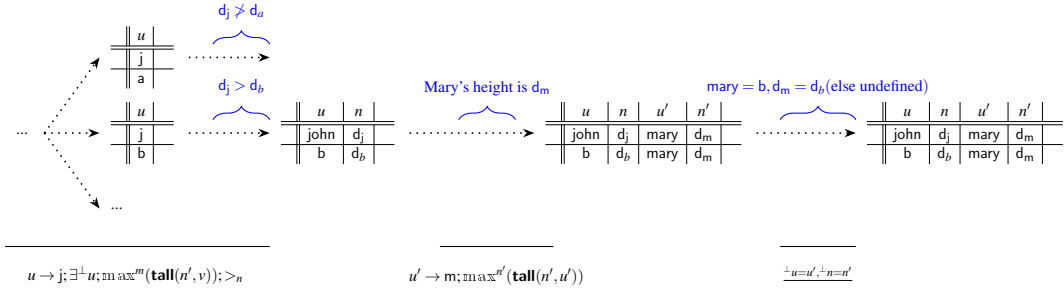 d_j ≯ d_a
u
j
a
d_j > d_b
u
j
b
...
...
u n
john d_j
b d_b
Mary's height is d_m
u n u′ n′
john d_j mary d_m
b d_b mary d_m
mary = b, d_m = d_b(else undefined)
u n u′ n′
john d_j mary d_m
b d_b mary d_m
u → j; ∃^⊥u; max^m(tall(n′, v)); >_n
u′ → m; max^n′(tall(n′, u′))
⊥u=u′,⊥n=n′